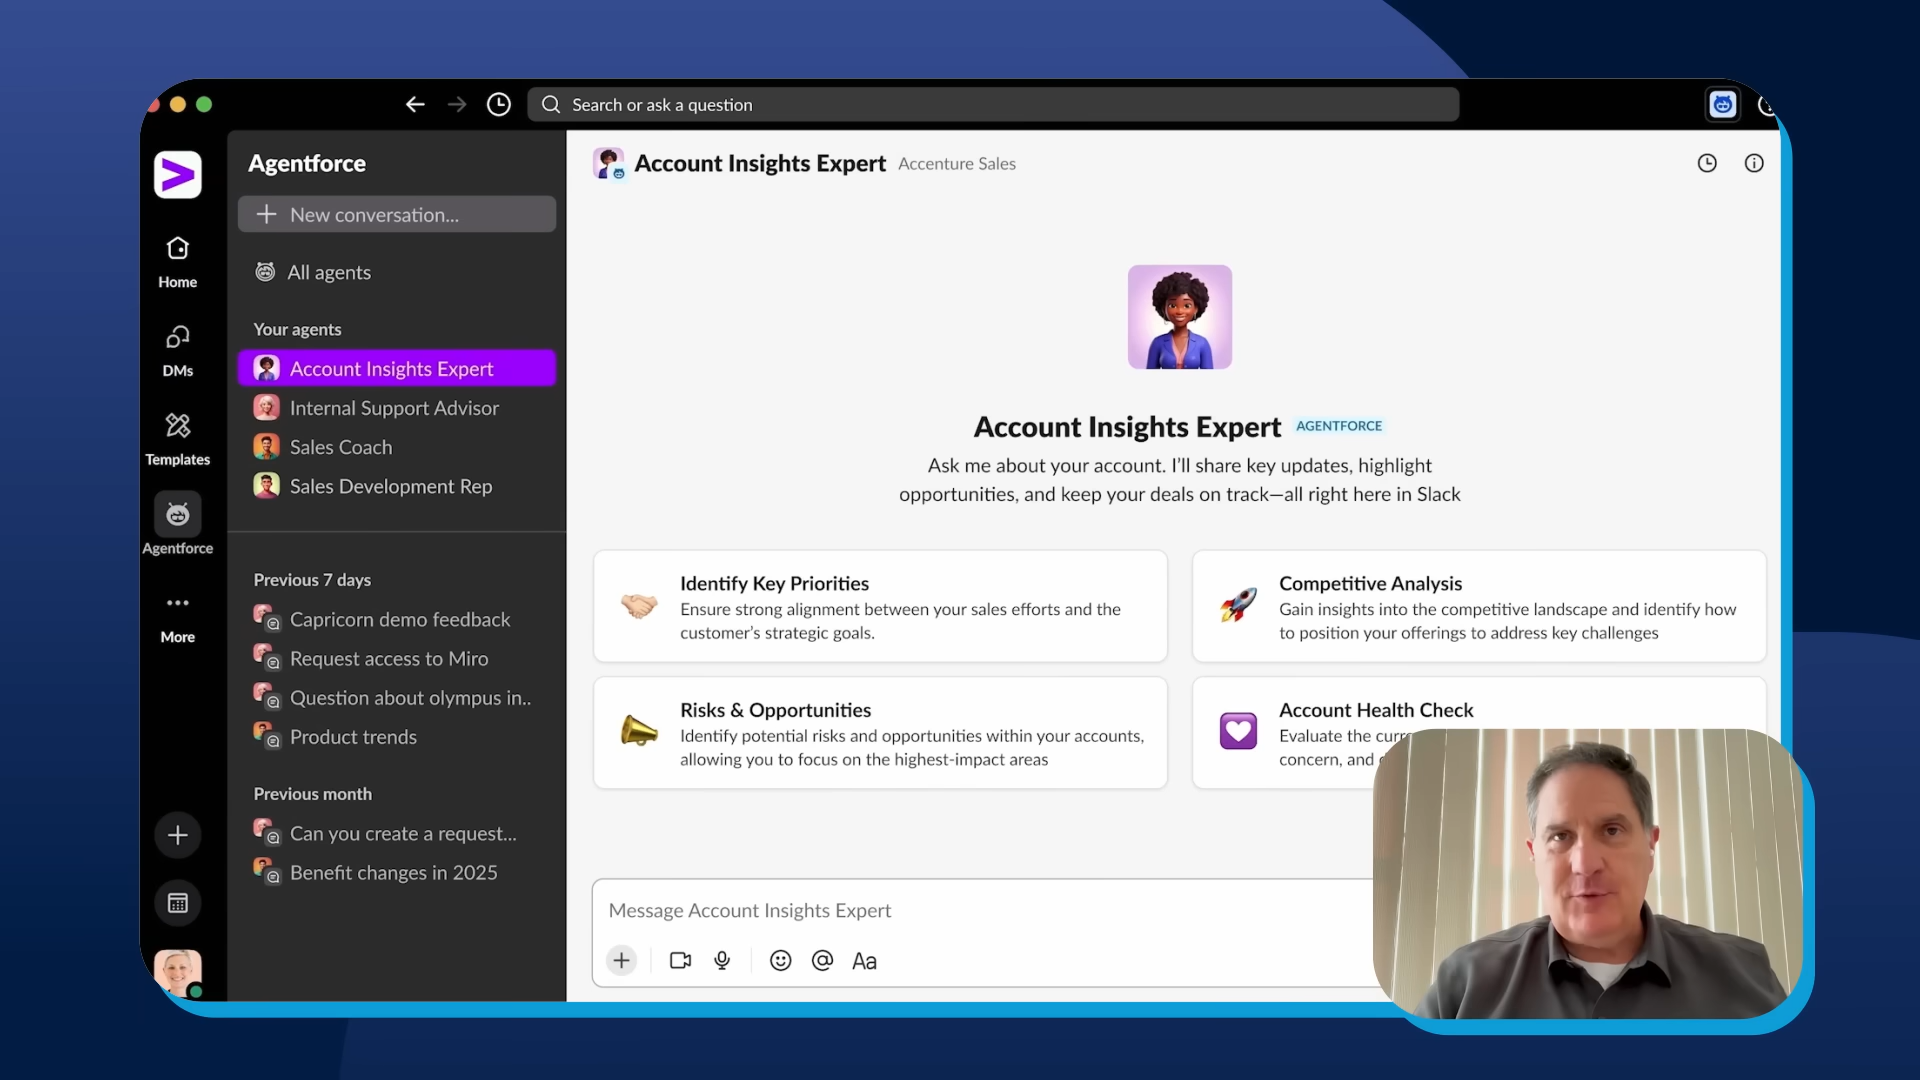 Search or ask a question
Agentforce
New conversation...
All agents
Your agents
Account Insights Expert
Internal Support Advisor
Sales Coach
Sales Development Rep
Previous 7 days
Capricorn demo feedback
Request access to Miro
Question about olympus in..
Product trends
Previous month
Can you create a request...
Benefit changes in 2025
Home
DMs
Templates
Agentforce
More
Account Insights Expert Accenture Sales
Account Insights Expert AGENTFORCE
Ask me about your account. I'll share key updates, highlight
opportunities, and keep your deals on track—all right here in Slack
Identify Key Priorities
Ensure strong alignment between your sales efforts and the
customer's strategic goals.
Competitive Analysis
Gain insights into the competitive landscape and identify how
to position your offerings to address key challenges
Risks & Opportunities
Identify potential risks and opportunities within your accounts,
allowing you to focus on the highest-impact areas
Account Health Check
Evaluate the
concern, and
Message Account Insights Expert
Aa